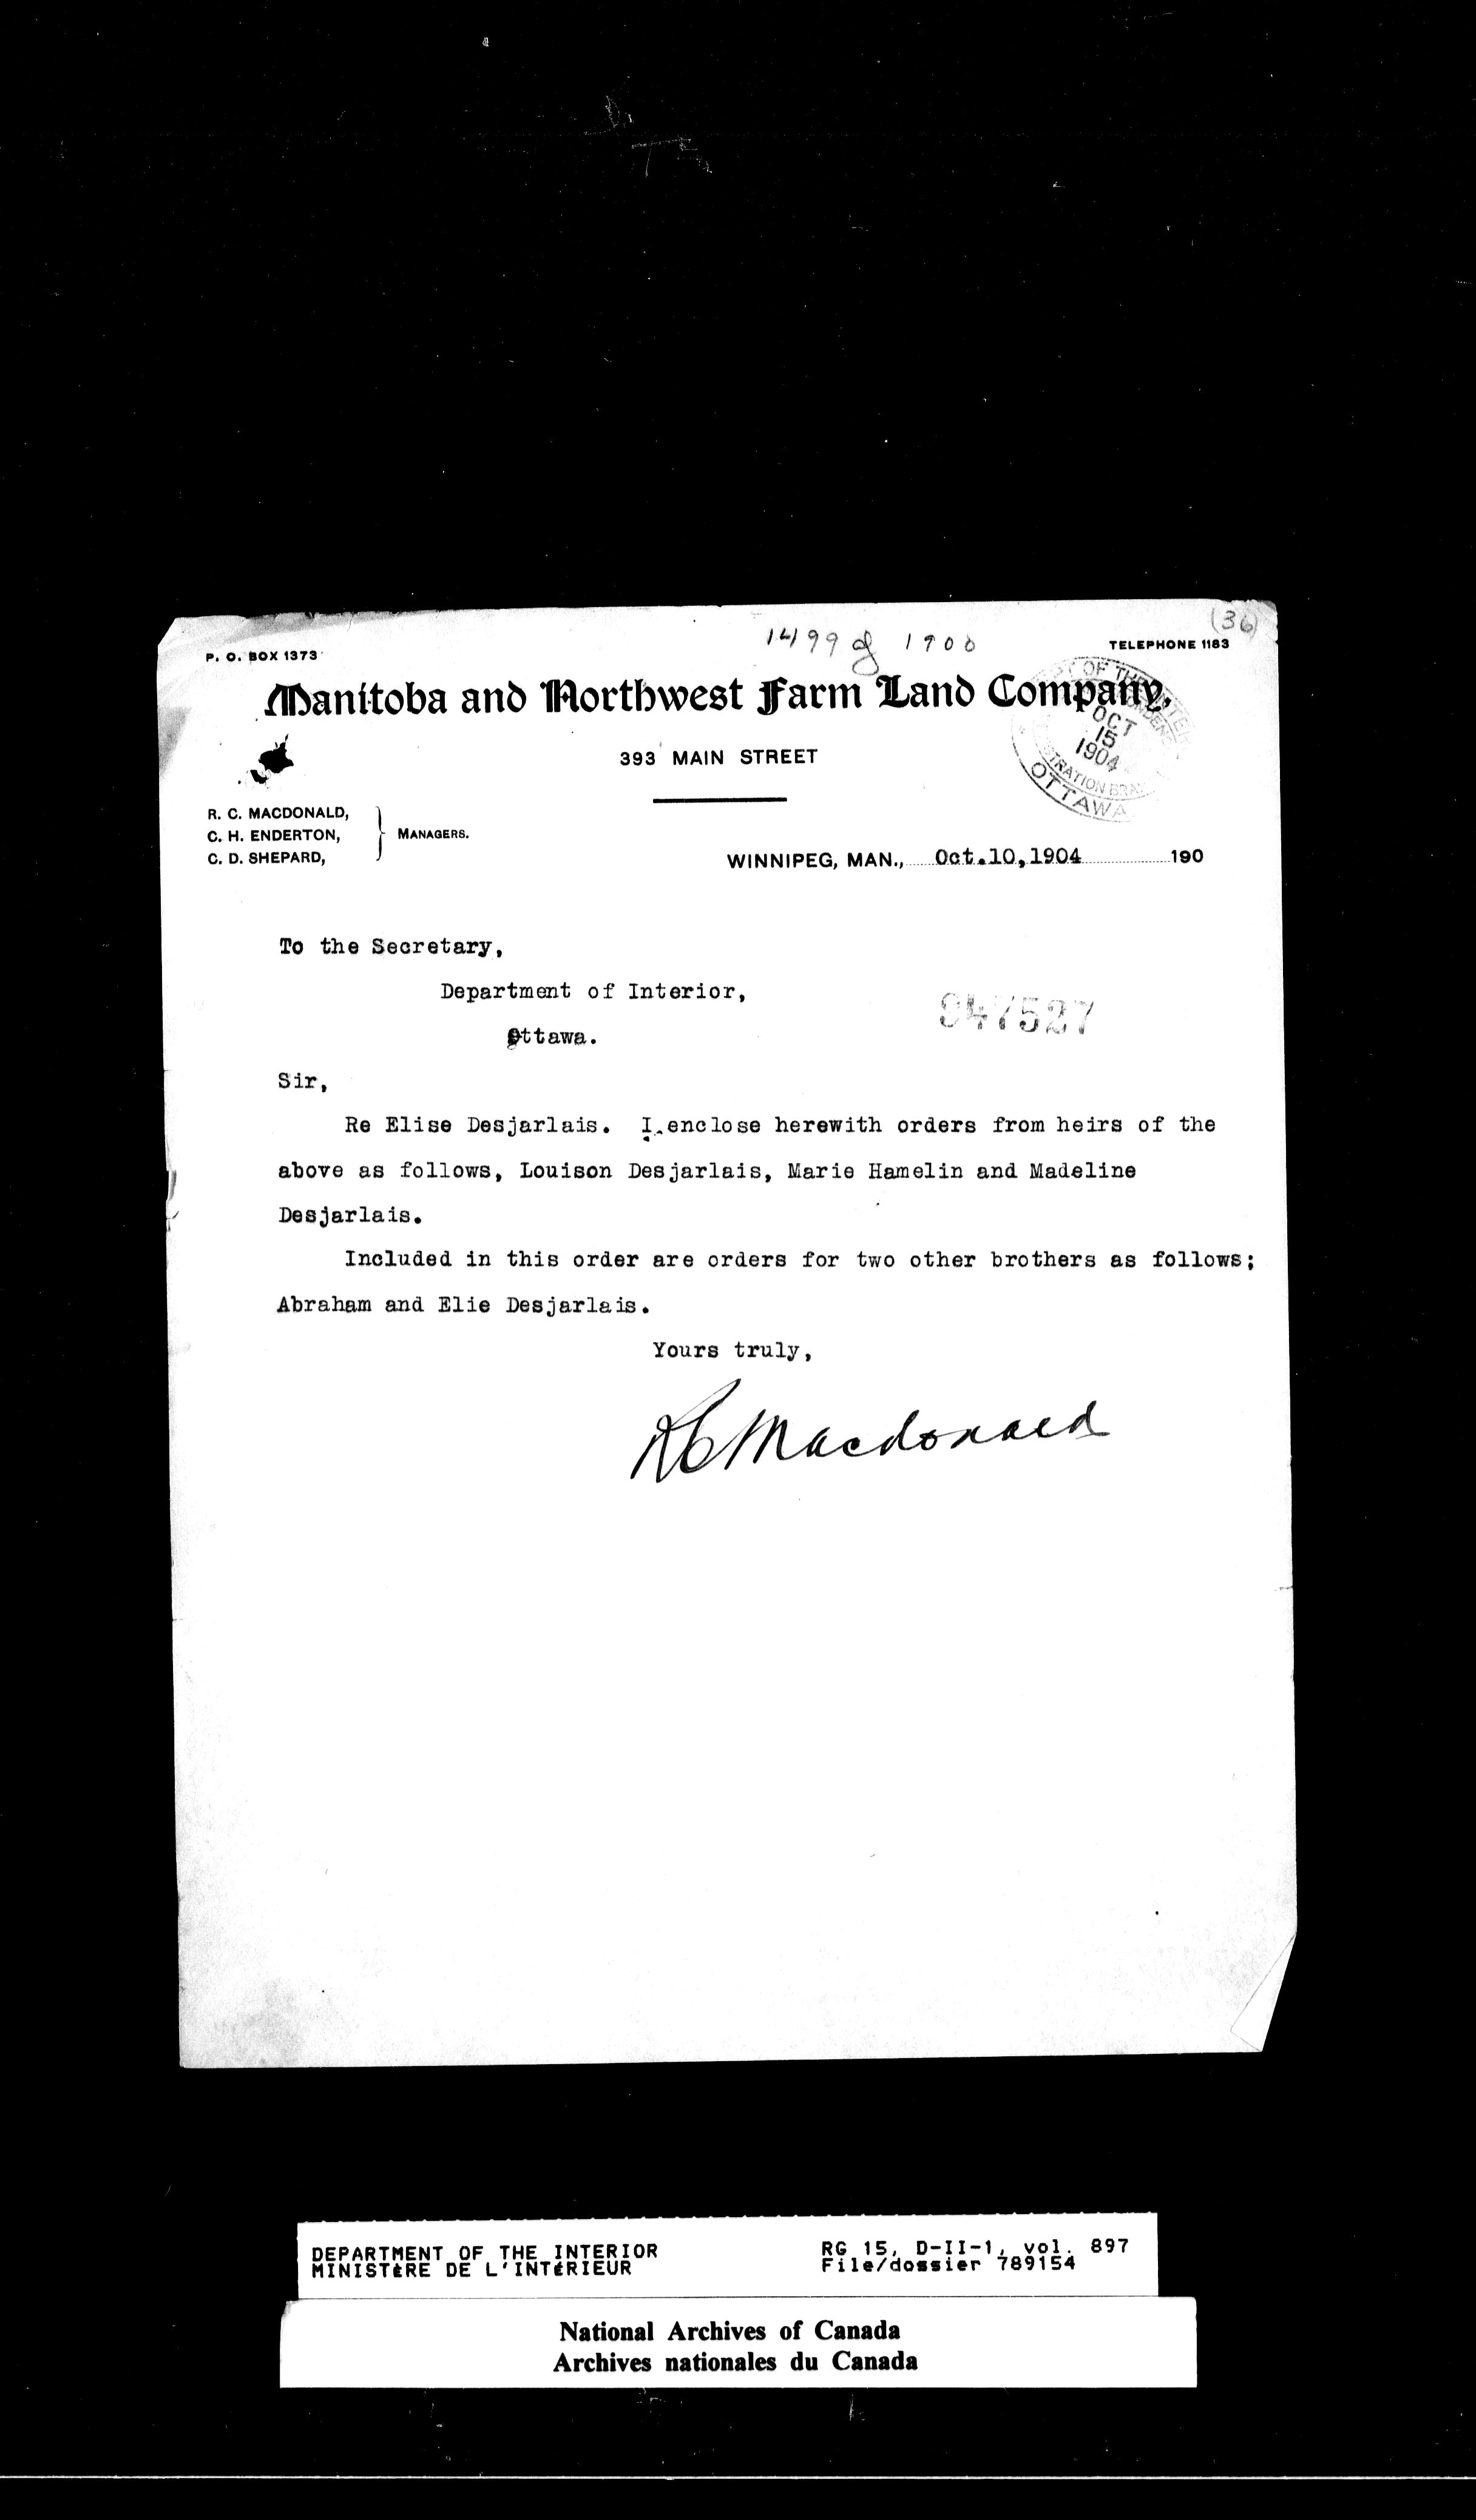 (36)
1499 of 1900
P. O. BOX 1373
TELEPHONE 1183
Manitoba and Northwest Farm Land Company,
393 MAIN STREET
OCT
15
1904
OTTAWA
R. C. MACDONALD,
C. H. ENDERTON,
C. D. SHEPARD,
MANAGERS.
WINNIPEG, MAN., Oct.10,1904 190
To the Secretary,
Department of Interior,
947527
Ottawa.
Sir,
Re Elise Desjarlais. I enclose herewith orders from heirs of the
above as follows, Louison Desjarlais, Marie Hamelin and Madeline
Desjarlais.
Included in this order are orders for two other brothers as follows;
Abraham and Elie Desjarlais.
Yours truly,
RC Macdonald
DEPARTMENT OF THE INTERIOR
MINISTÈRE DE L'INTÉRIEUR
RG 15, D-II-1, vol. 897
File/dossier 789154
National Archives of Canada
Archives nationales du Canada